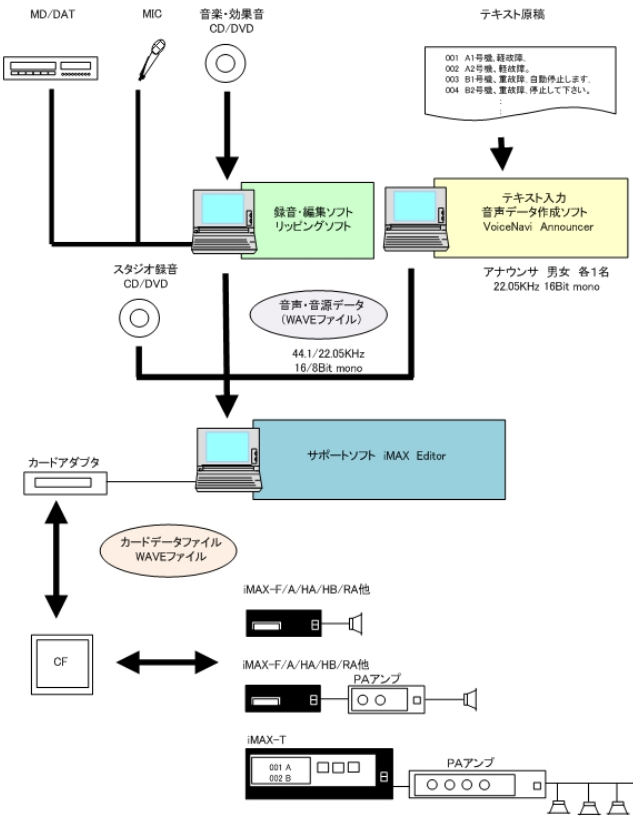 MD/DAT
MIC
音楽・効果音
CD/DVD
テキスト原稿
001 A1号機、軽故障.
002 A2号機、軽故障。
003 B1号機、重故障.自動停止します.
004 B2号機、重故障.停止して下さい。
録音・編集ソフト
リッピングソフト
テキスト入力
音声データ作成ソフト
VoiceNavi Announcer
アナウンサ 男女 各1名
22.05KHz 16Bit mono
スタジオ録音
CD/DVD
音声・音源データ
(WAVEファイル)
44.1/22.05KHz
16/8Bit mono
サポートソフト iMAX Editor
カードアダプタ
カードデータファイル
WAVEファイル
iMAX-F/A/HA/HB/RA他
CF
iMAX-F/A/HA/HB/RA他
PAアンプ
iMAX-T
001 A
002 B
PAアンプ